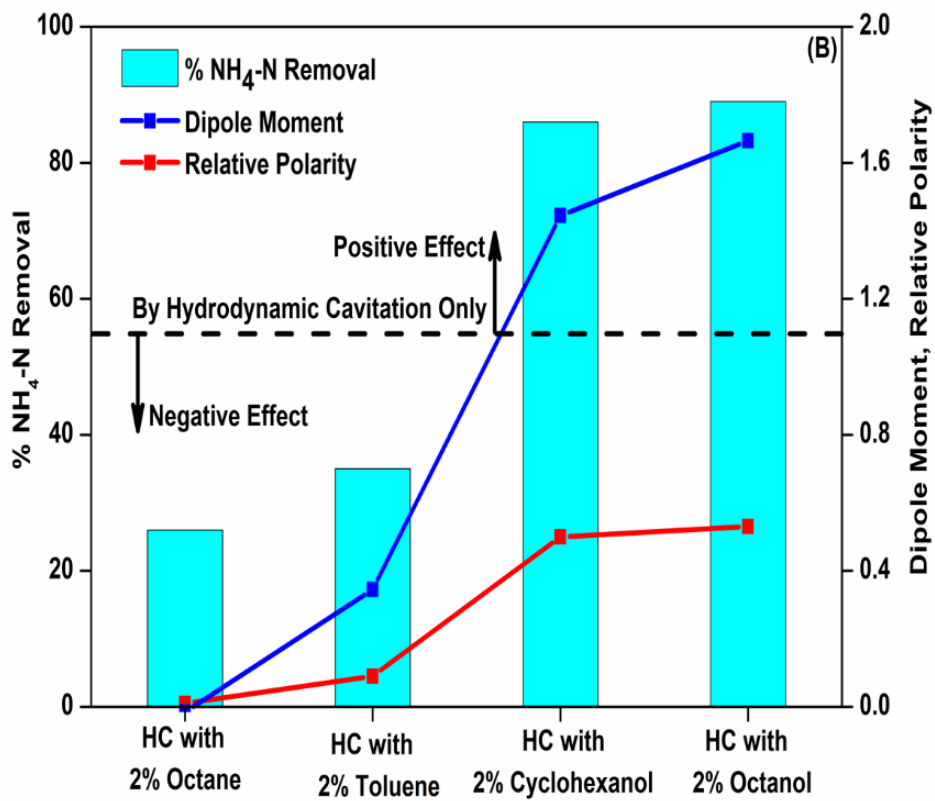 (B)
% NH4-N Removal
Dipole Moment
Relative Polarity
Positive Effect
By Hydrodynamic Cavitation Only
Negative Effect
% NH4-N Removal
100
80
60
40
20
0
Dipole Moment, Relative Polarity
2.0
1.6
1.2
0.8
0.4
0.0
HC with
2% Octane
HC with
2% Toluene
HC with
2% Cyclohexanol
HC with
2% Octanol